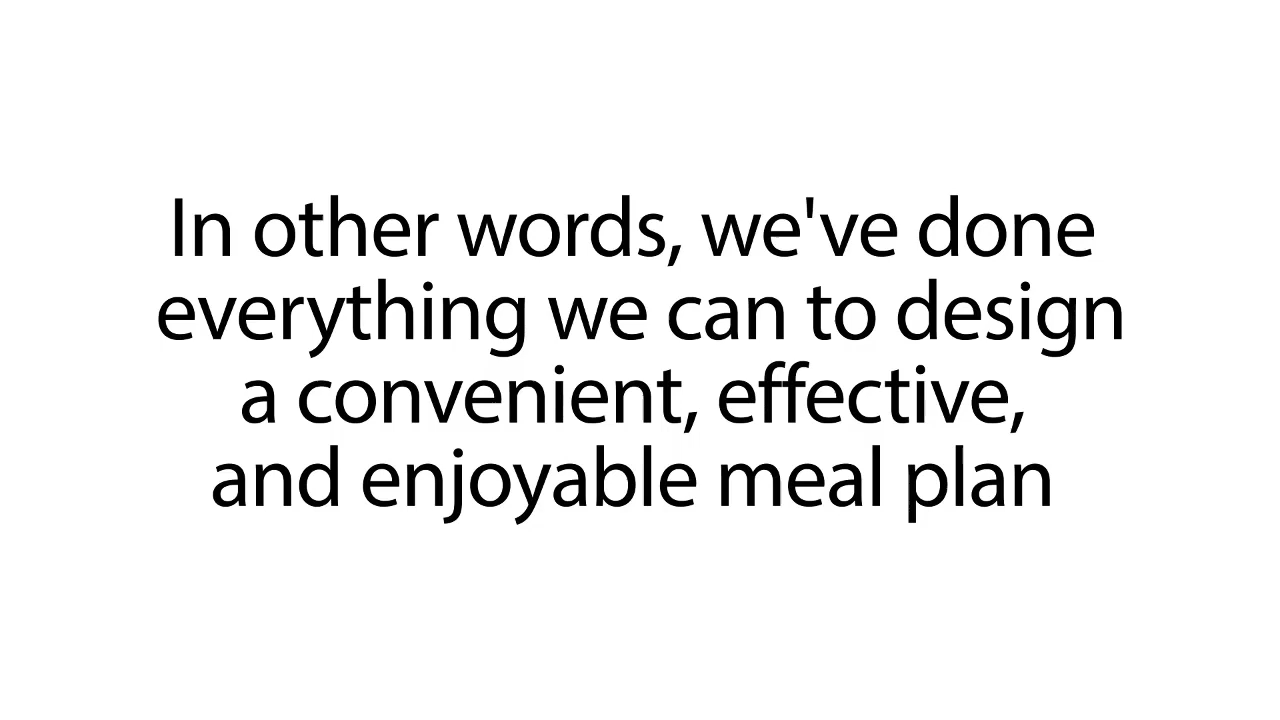 In other words, we've done
everything we can to design
a convenient, effective,
and enjoyable meal plan